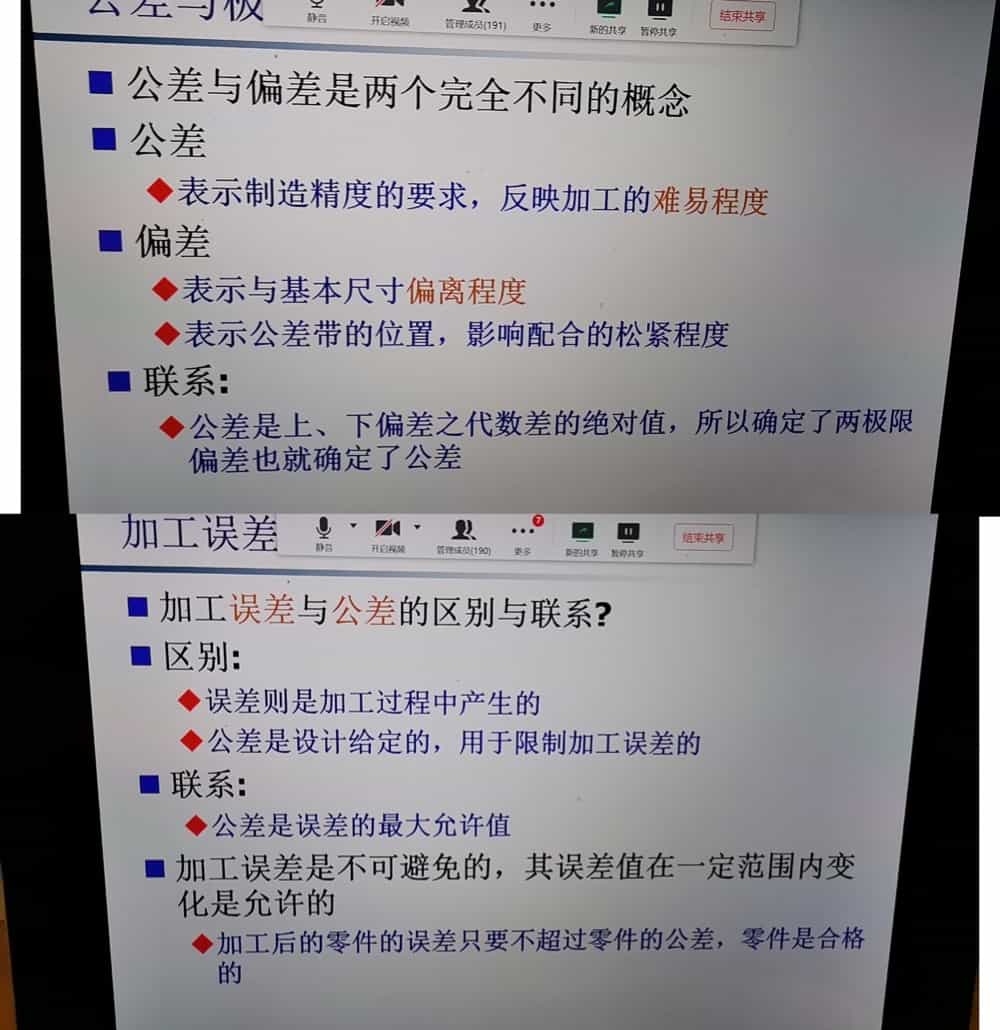 公差与极
静音
开启视频
管理成员(191)
更多
新的共享
暂停共享
结束共享
公差与偏差是两个完全不同的概念
公差
表示制造精度的要求，反映加工的难易程度
偏差
表示与基本尺寸偏离程度
表示公差带的位置，影响配合的松紧程度
联系:
公差是上、下偏差之代数差的绝对值，所以确定了两极限
偏差也就确定了公差
加工误差
静音
开启视频
管理成员(190)
7
更多
新的共享
暂停共享
结束共享
加工误差与公差的区别与联系?
区别:
误差则是加工过程中产生的
公差是设计给定的，用于限制加工误差的
联系:
公差是误差的最大允许值
加工误差是不可避免的，其误差值在一定范围内变
化是允许的
加工后的零件的误差只要不超过零件的公差，零件是合格
的